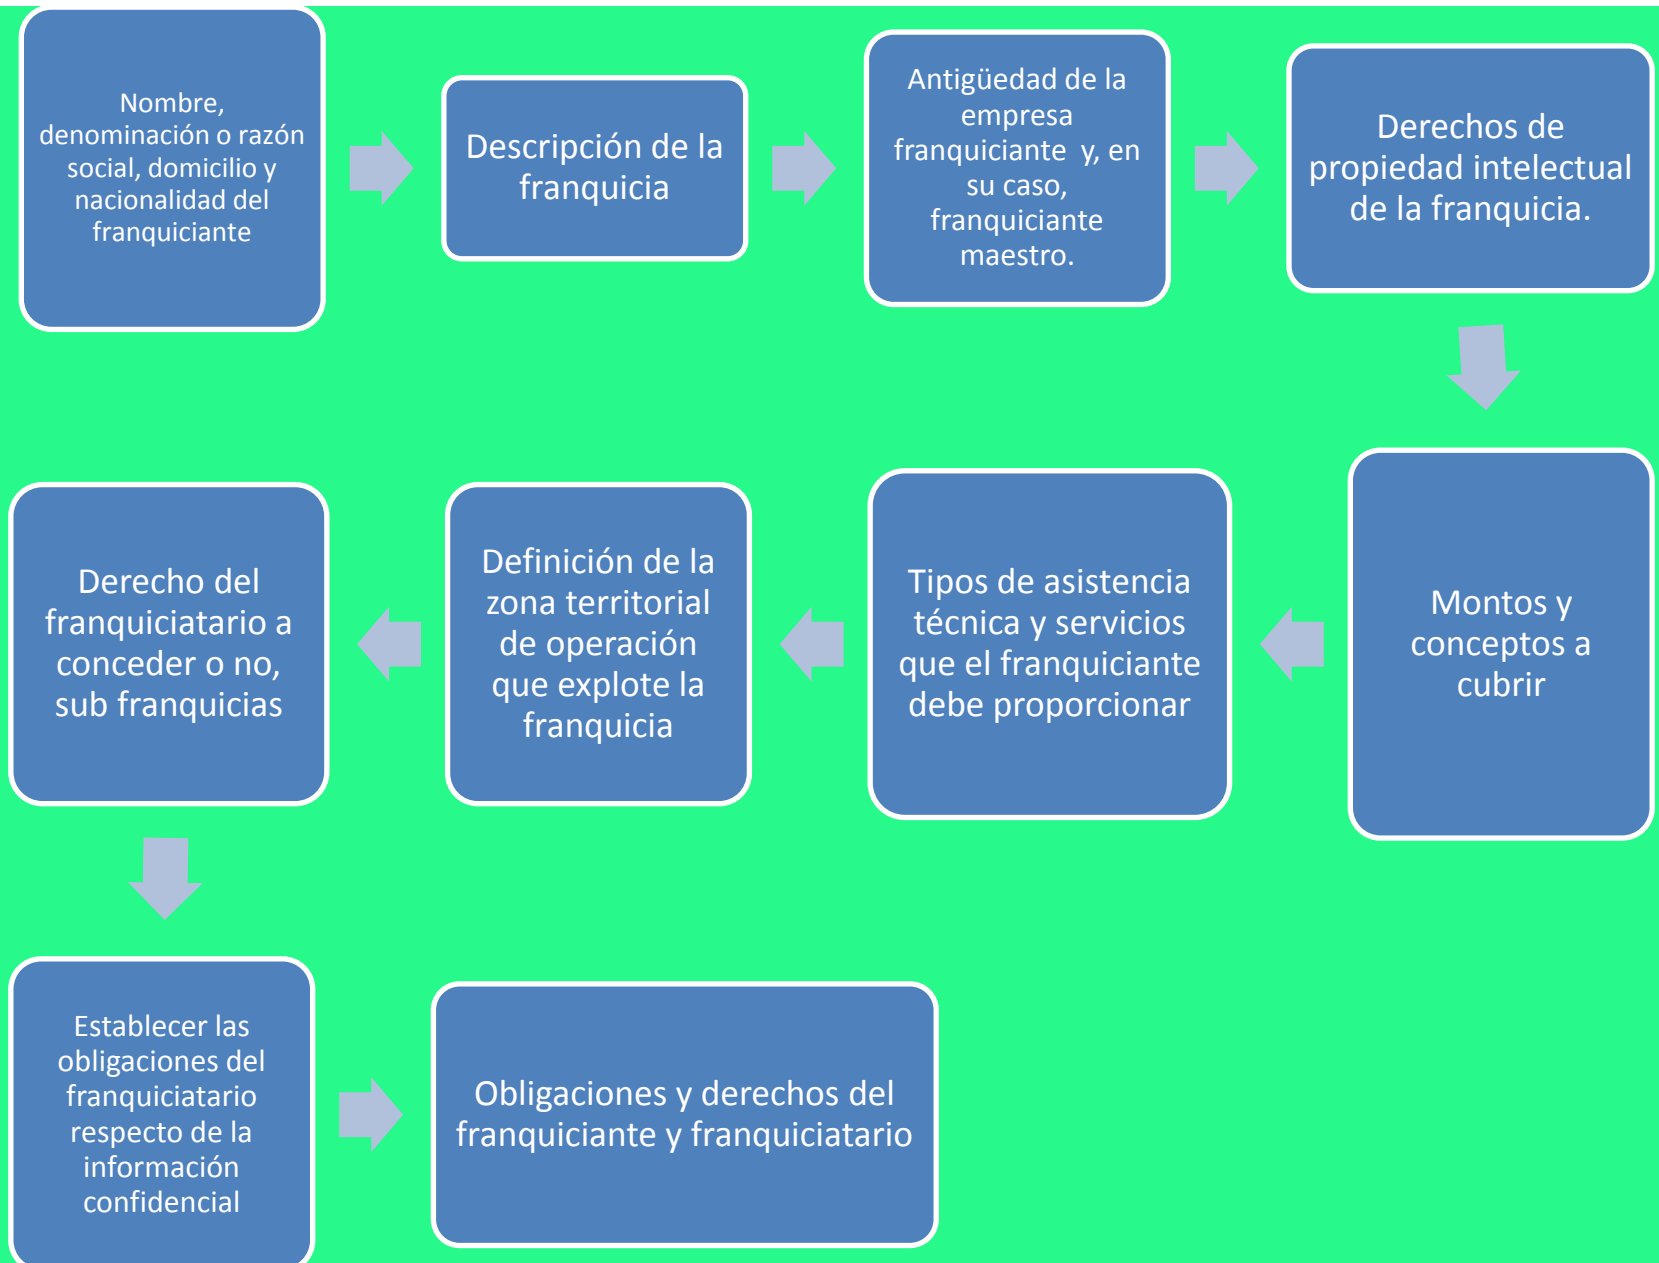 Nombre,
denominación o razón
social, domicilio y
nacionalidad del
franquiciante
Descripción de la
franquicia
Antigüedad de la
empresa
franquiciante  y, en
su caso,
franquiciante
maestro.
Derechos de
propiedad intelectual
de la franquicia.
Montos y
conceptos a
cubrir
Tipos de asistencia
técnica y servicios
que el franquiciante
debe proporcionar
Definición de la
zona territorial
de operación
que explote la
franquicia
Derecho del
franquiciatario a
conceder o no,
sub franquicias
Establecer las
obligaciones del
franquiciatario
respecto de la
información
confidencial
Obligaciones y derechos del
franquiciante y franquiciatario